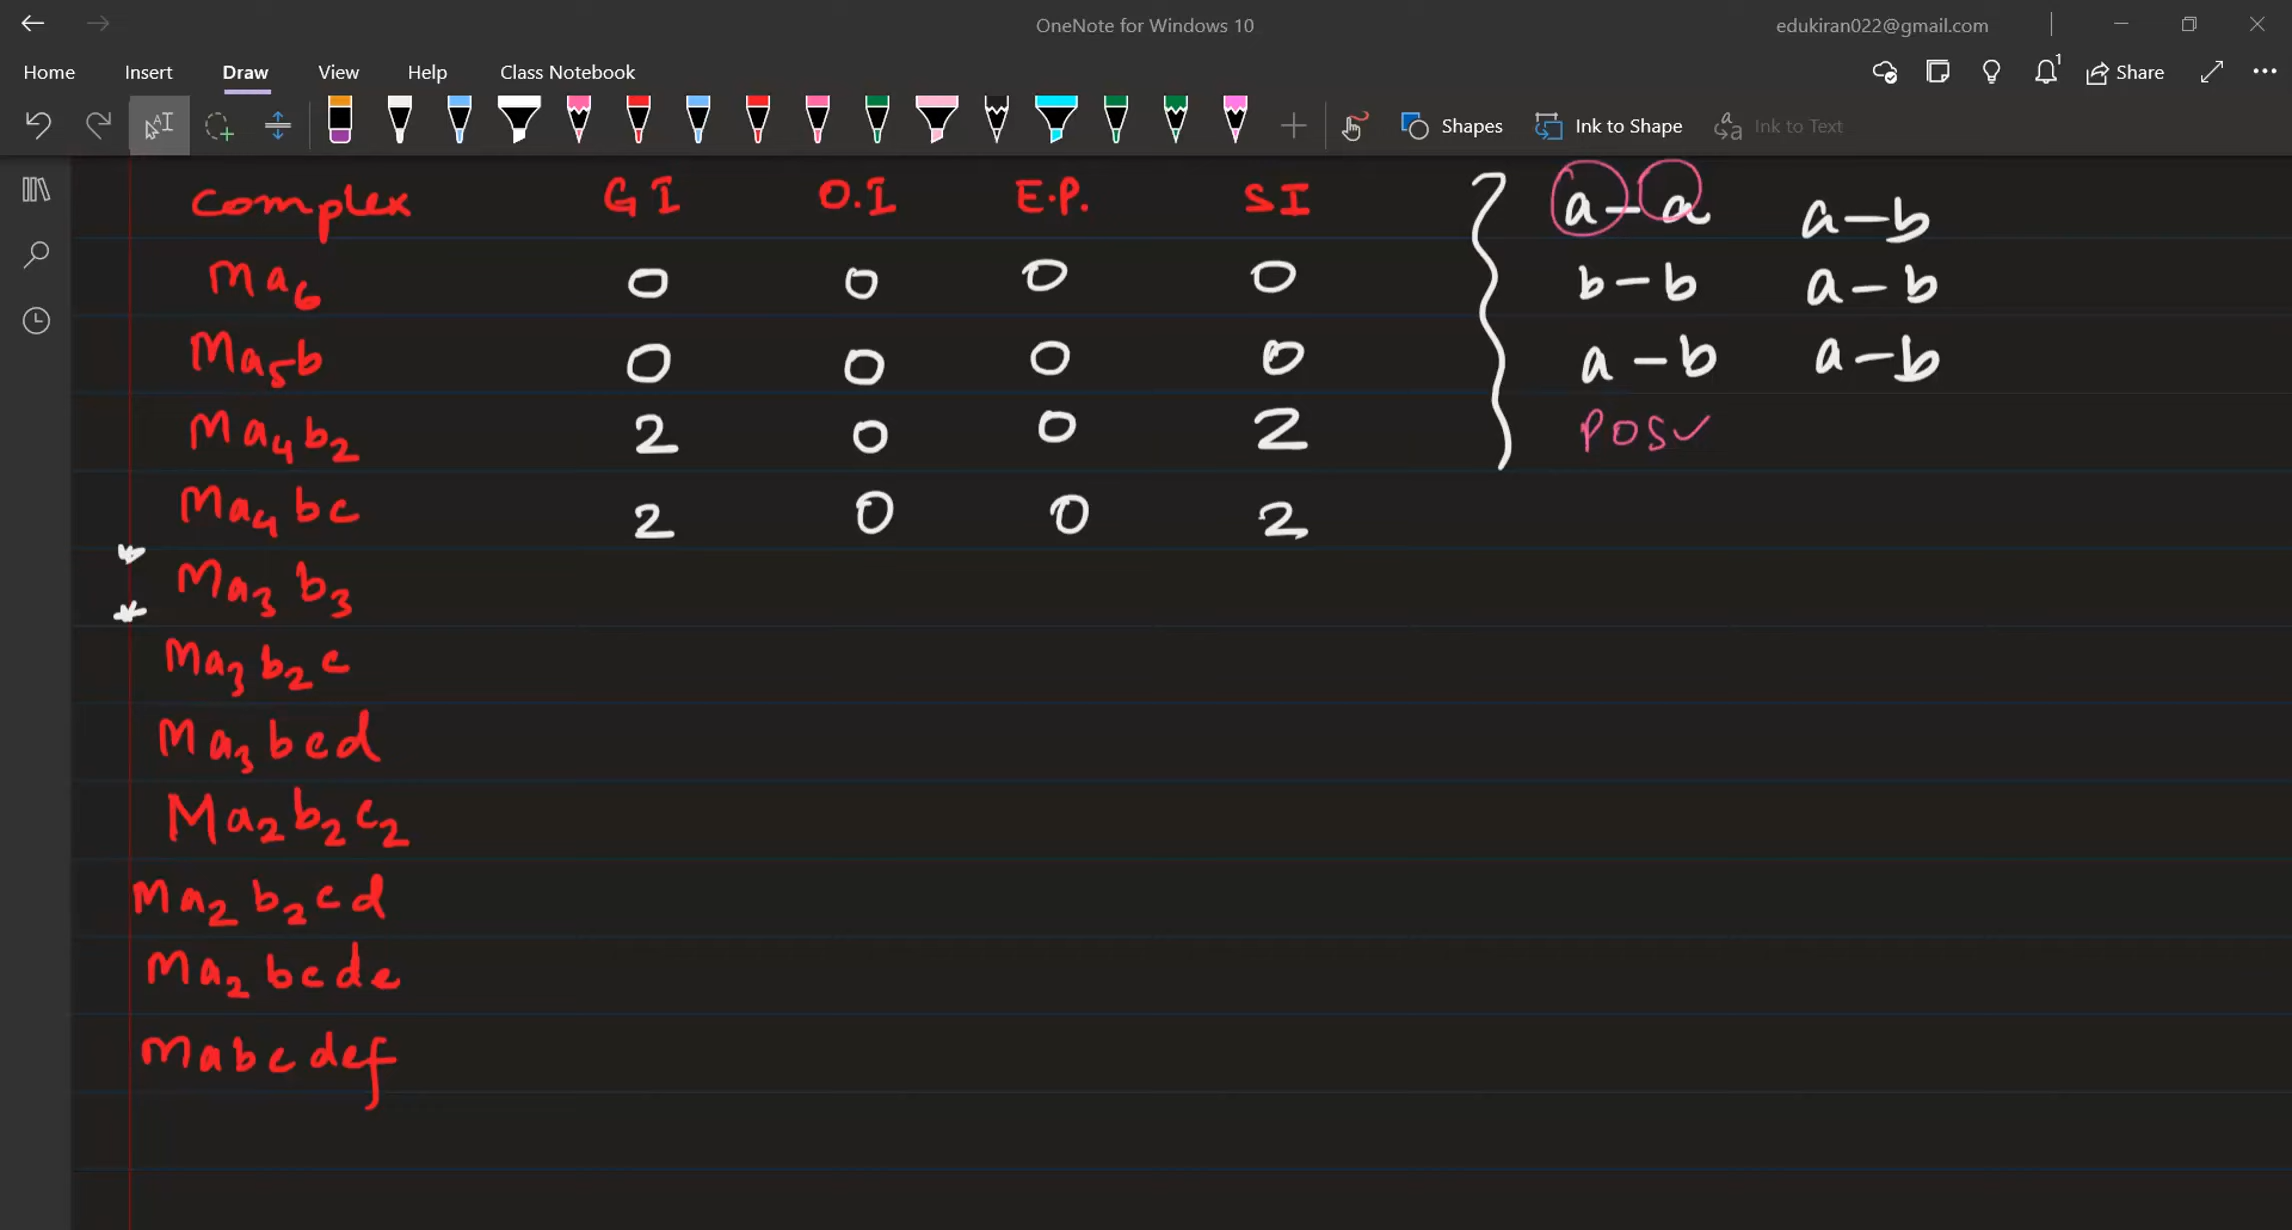 OneNote for Windows 10
edukiran022@gmail.com
Home Insert Draw View Help Class Notebook
1 Share
Shapes Ink to Shape Ink to Text
Complex GI O.I E.P. SI
a-a a-b
Ma6 0 0 0 0
b-b a-b
Ma5b 0 0 0 0
a-b a-b
Ma4b2 2 0 0 2
POS✓
Ma4bc 2 0 0 2
* Ma3b3
*
Ma3b2c
Ma3bcd
Ma2b2c2
Ma2b2cd
Ma2bcde
Mabcdef